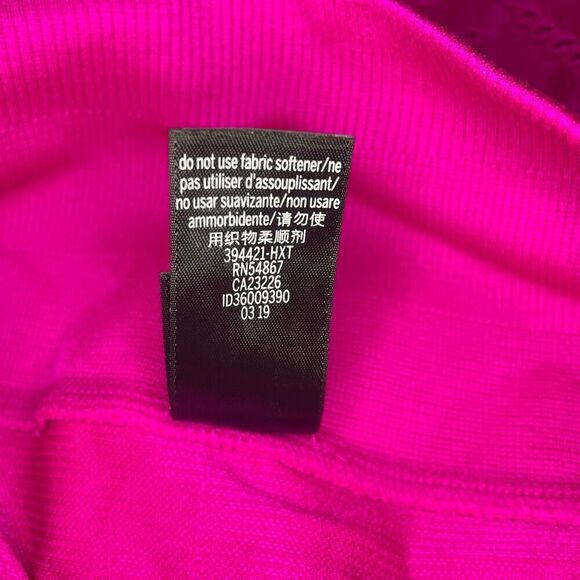 do not use fabric softener/ne
pas utiliser d'assouplissant/
no usar suavizante/non usare
ammorbidente/请勿使
用织物柔顺剂
394421-HXT
RN54867
CA23226
ID36009390
03 19